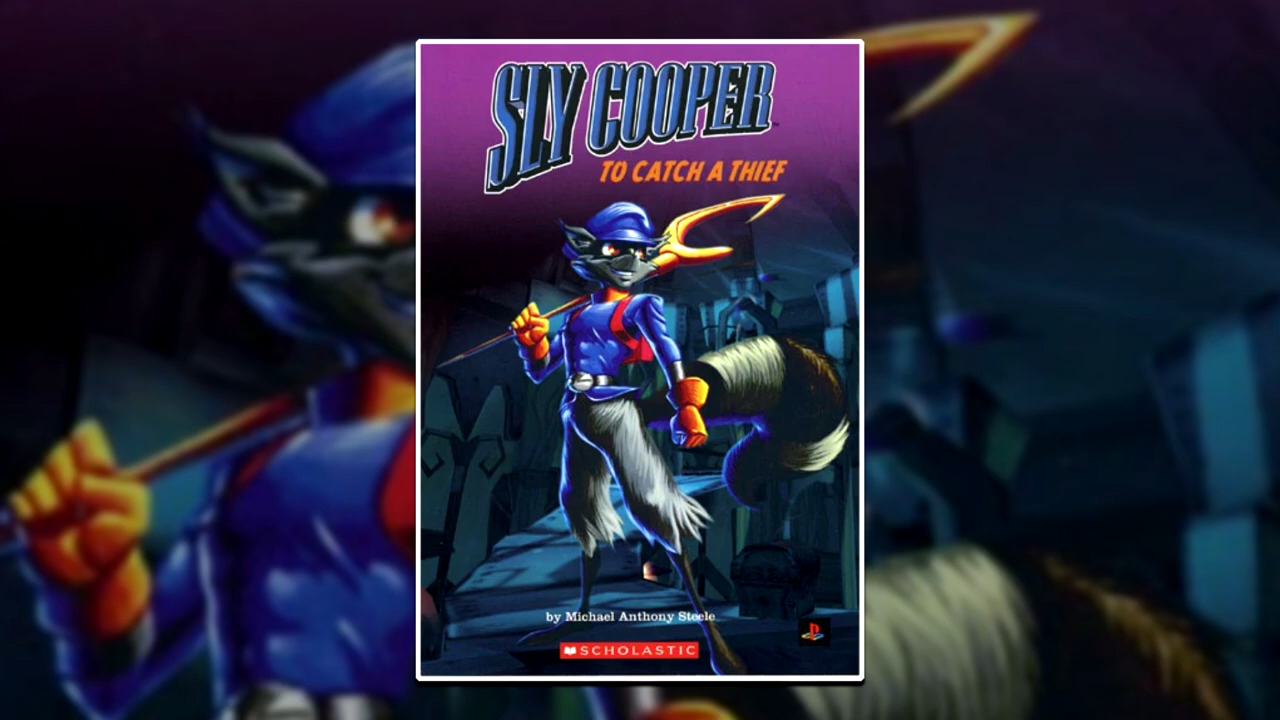 SLY COOPER
TO CATCH A THIEF
by Michael Anthony Steele
SCHOLASTIC